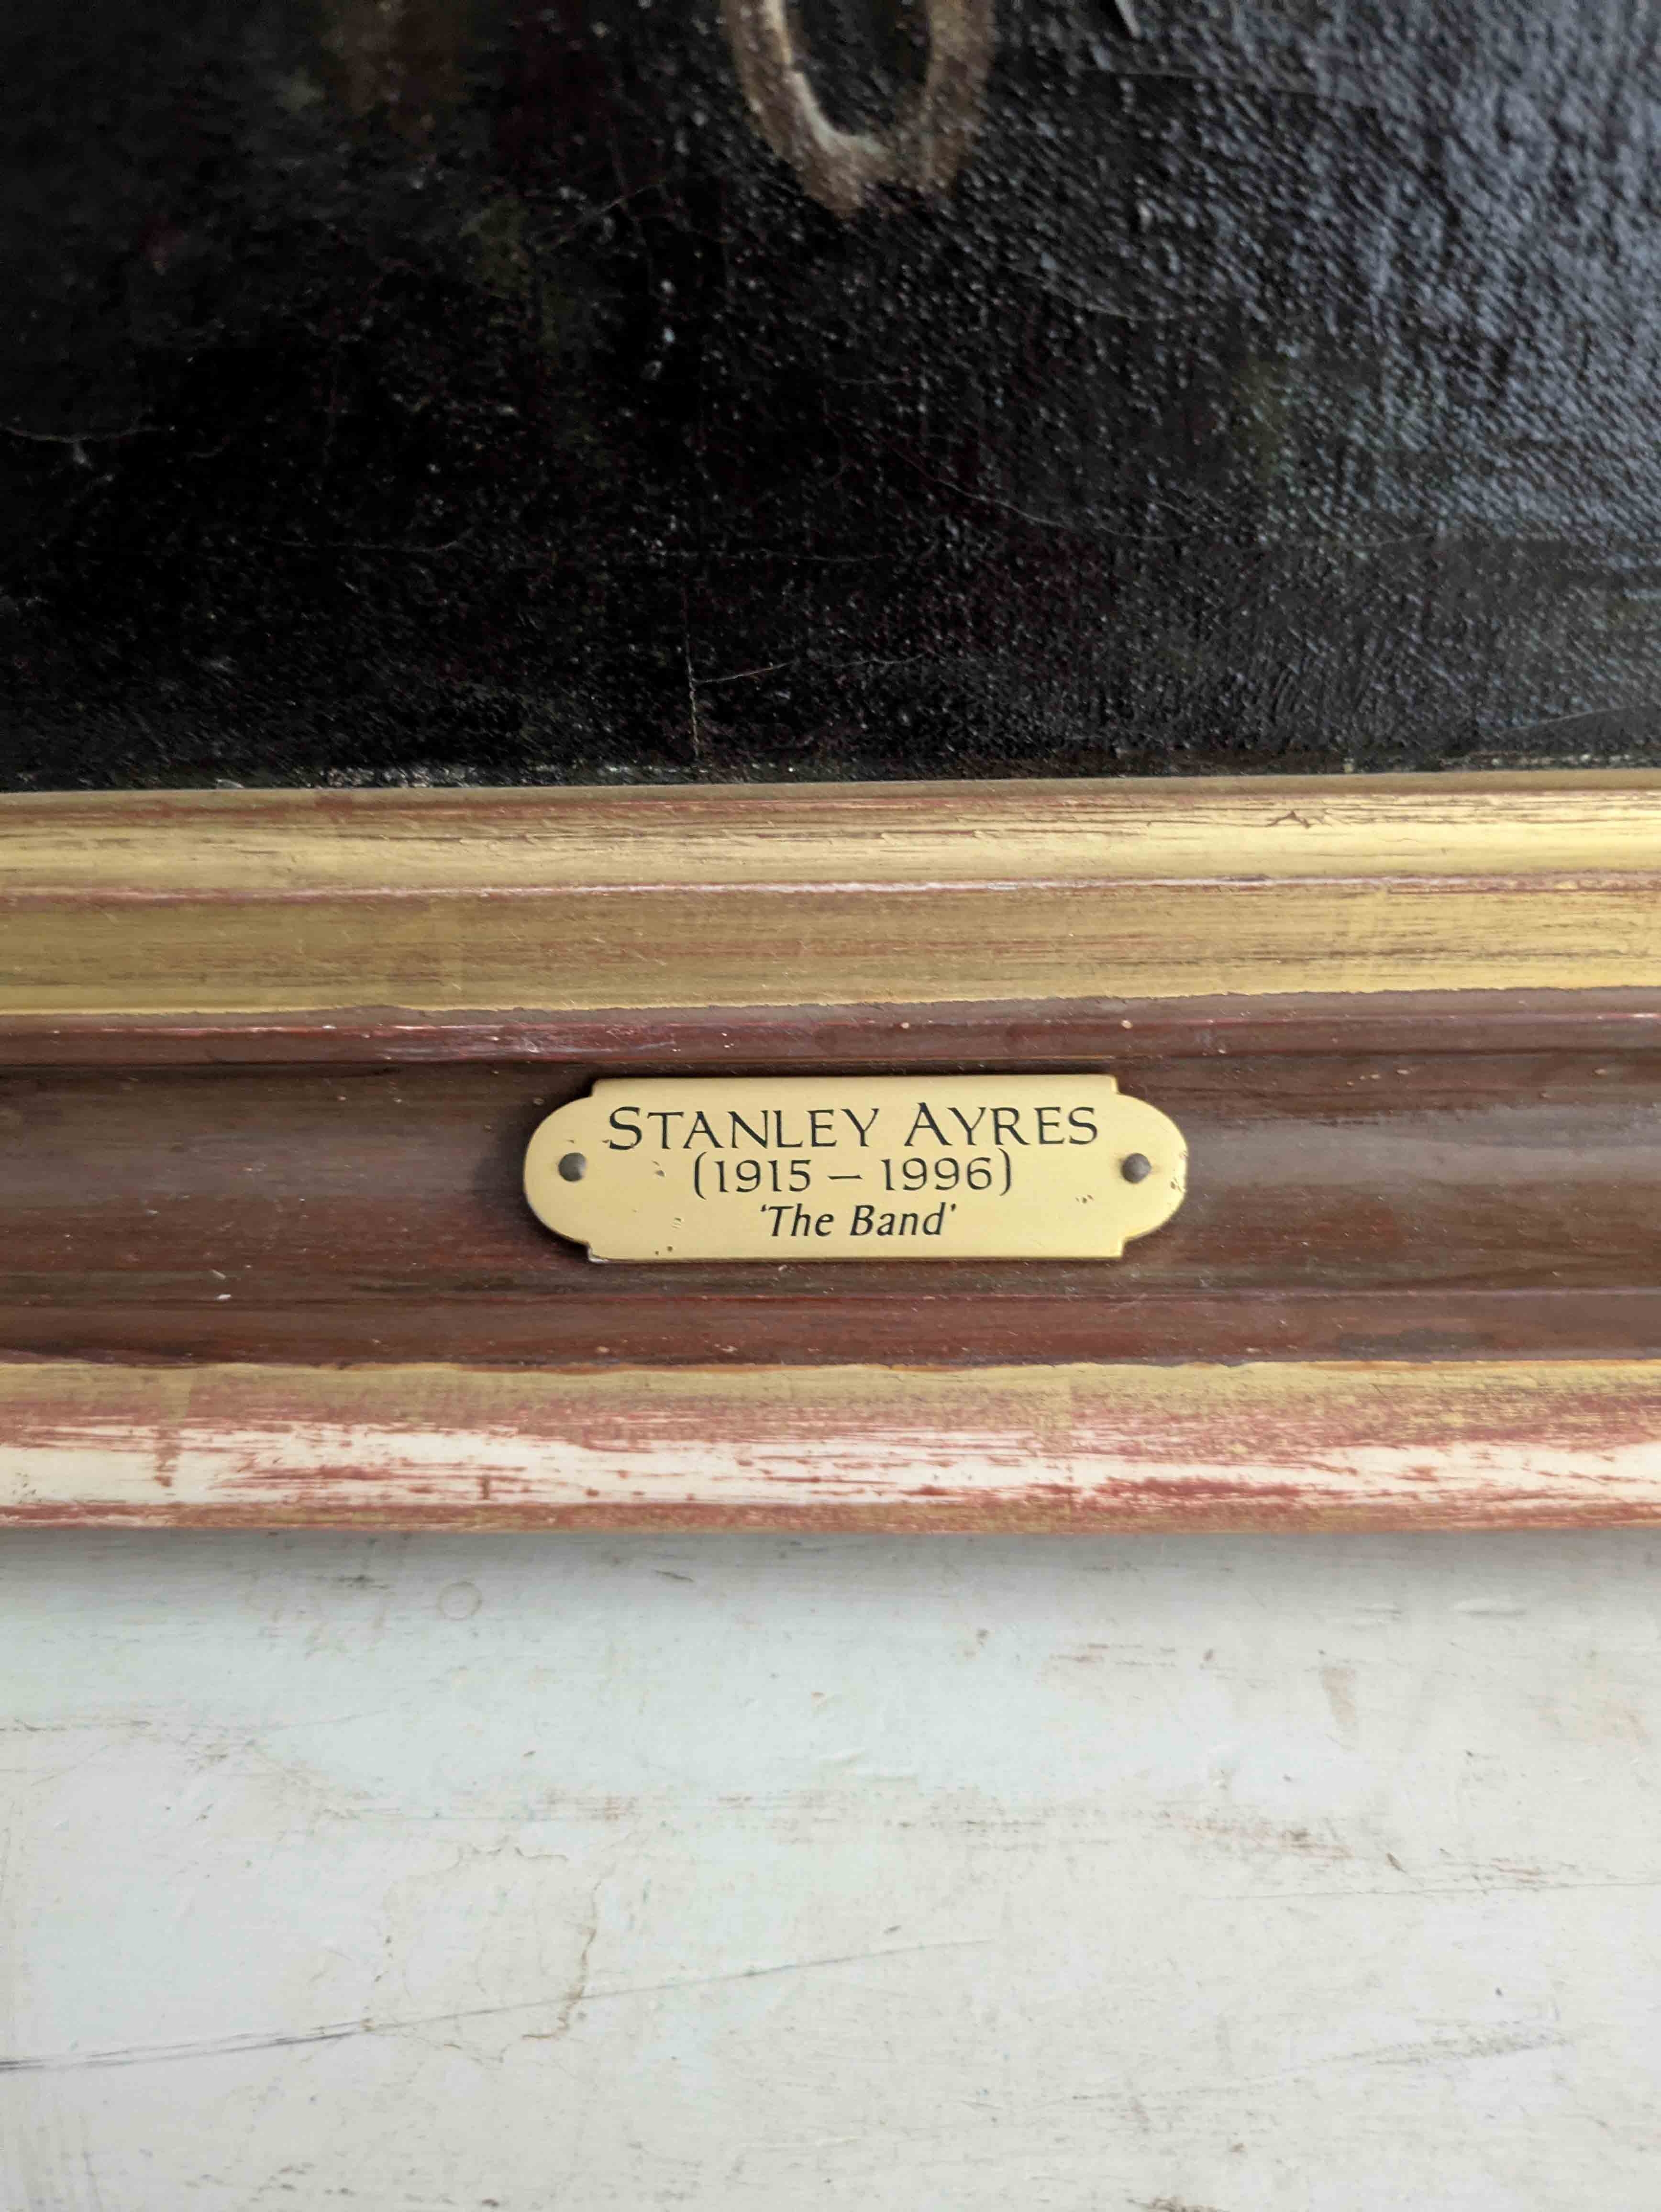 STANLEY AYRES
(1915 – 1996)
‘The Band’